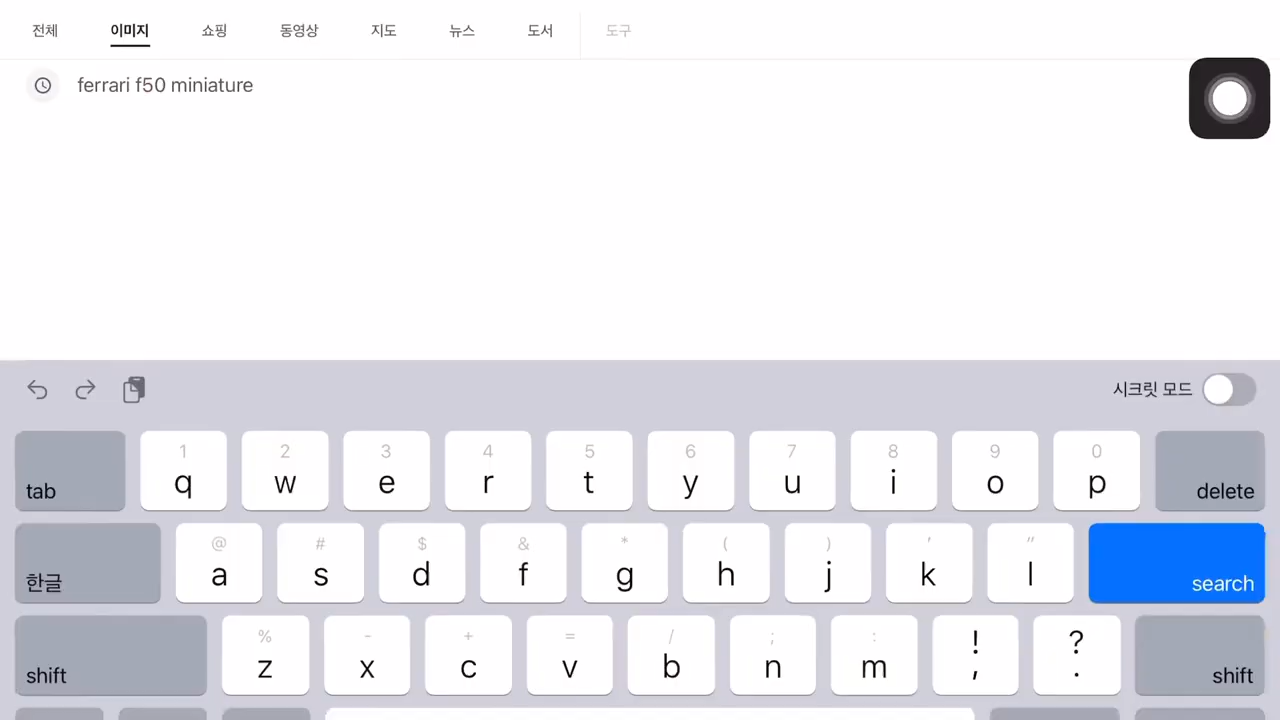 전체 이미지 쇼핑 동영상 지도 뉴스 도서 도구
ferrari f50 miniature
시크릿 모드
1 2 3 4 5 6 7 8 9 0
tab q w e r t y u i o p delete
@ # $ & * ( ) ' "
한글 a s d f g h j k l search
% - + = / ; : ! ?
shift z x c v b n m , . shift